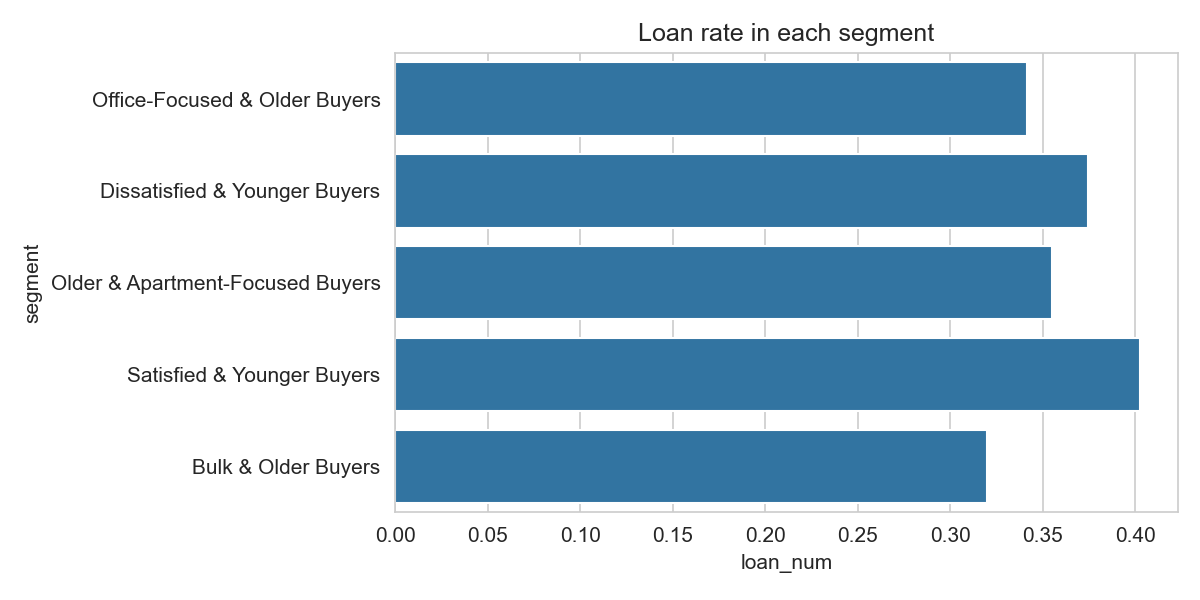 Loan rate in each segment
Office-Focused & Older Buyers
Dissatisfied & Younger Buyers
Older & Apartment-Focused Buyers
Satisfied & Younger Buyers
Bulk & Older Buyers
segment
0.00 0.05 0.10 0.15 0.20 0.25 0.30 0.35 0.40
loan_num